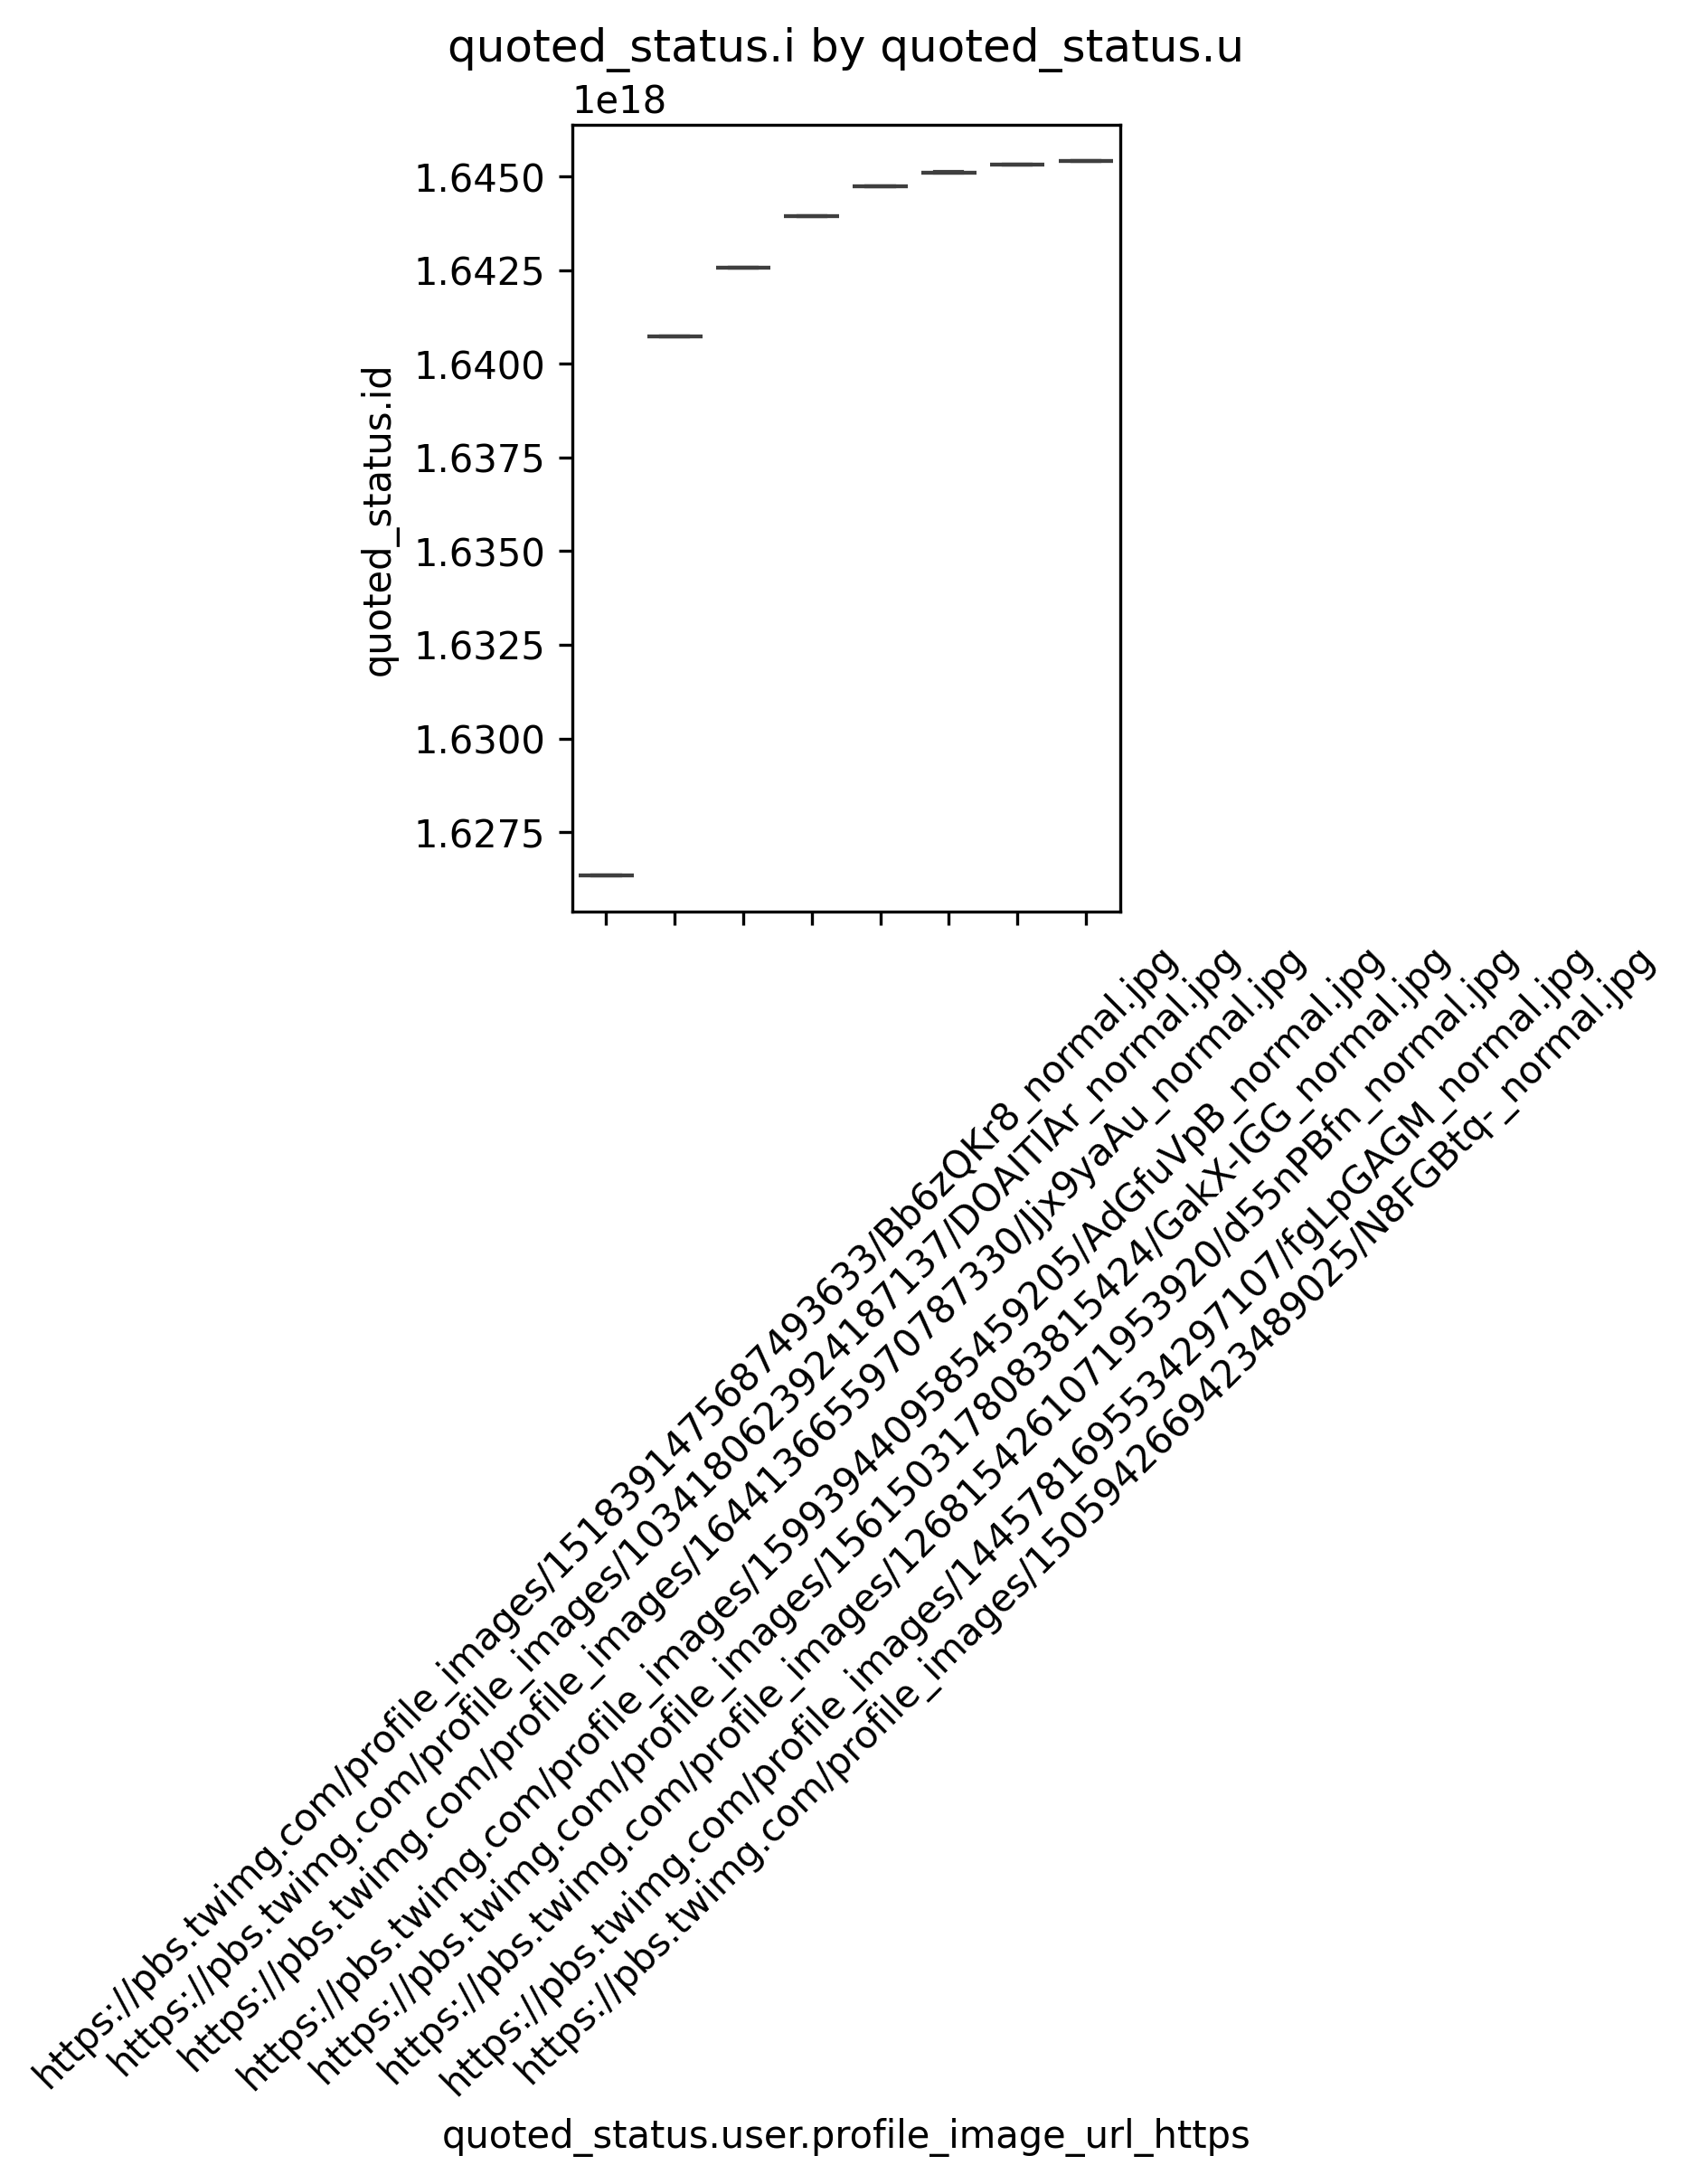 quoted_status.i by quoted_status.u
1e18
1.6450
1.6425
1.6400
1.6375
1.6350
1.6325
1.6300
1.6275
quoted_status.id
https://pbs.twimg.com/profile_images/1518391475687493633/Bb6zQKr8_normal.jpg
https://pbs.twimg.com/profile_images/1034180623924187137/DOAITlAr_normal.jpg
https://pbs.twimg.com/profile_images/1644136655970787330/Jjx9yaAu_normal.jpg
https://pbs.twimg.com/profile_images/1599394409585459205/AdGfuVpB_normal.jpg
https://pbs.twimg.com/profile_images/1561503178083815424/GakX-IGG_normal.jpg
https://pbs.twimg.com/profile_images/1268154261071953920/d55nPBfn_normal.jpg
https://pbs.twimg.com/profile_images/1445781695534297107/fgLpGAGM_normal.jpg
https://pbs.twimg.com/profile_images/1505942669423489025/N8FGBtq-_normal.jpg
quoted_status.user.profile_image_url_https